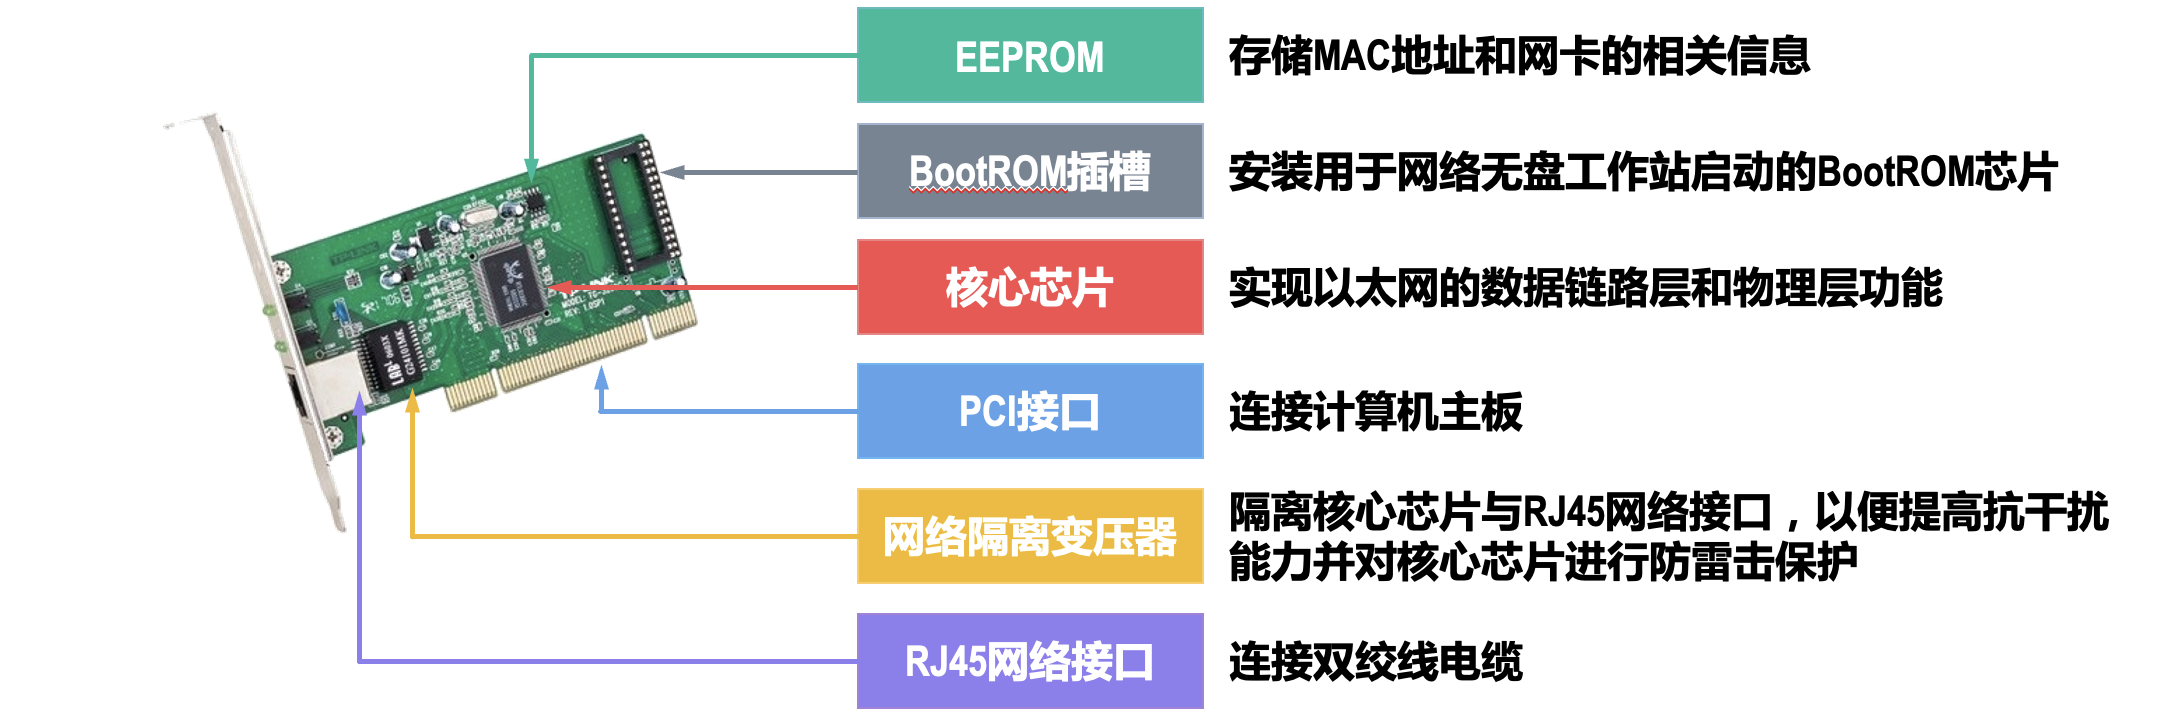 EEPROM
存储MAC地址和网卡的相关信息
BootROM插槽
安装用于网络无盘工作站启动的BootROM芯片
核心芯片
实现以太网的数据链路层和物理层功能
PCI接口
连接计算机主板
网络隔离变压器
隔离核心芯片与RJ45网络接口，以便提高抗干扰
能力并对核心芯片进行防雷击保护
RJ45网络接口
连接双绞线电缆